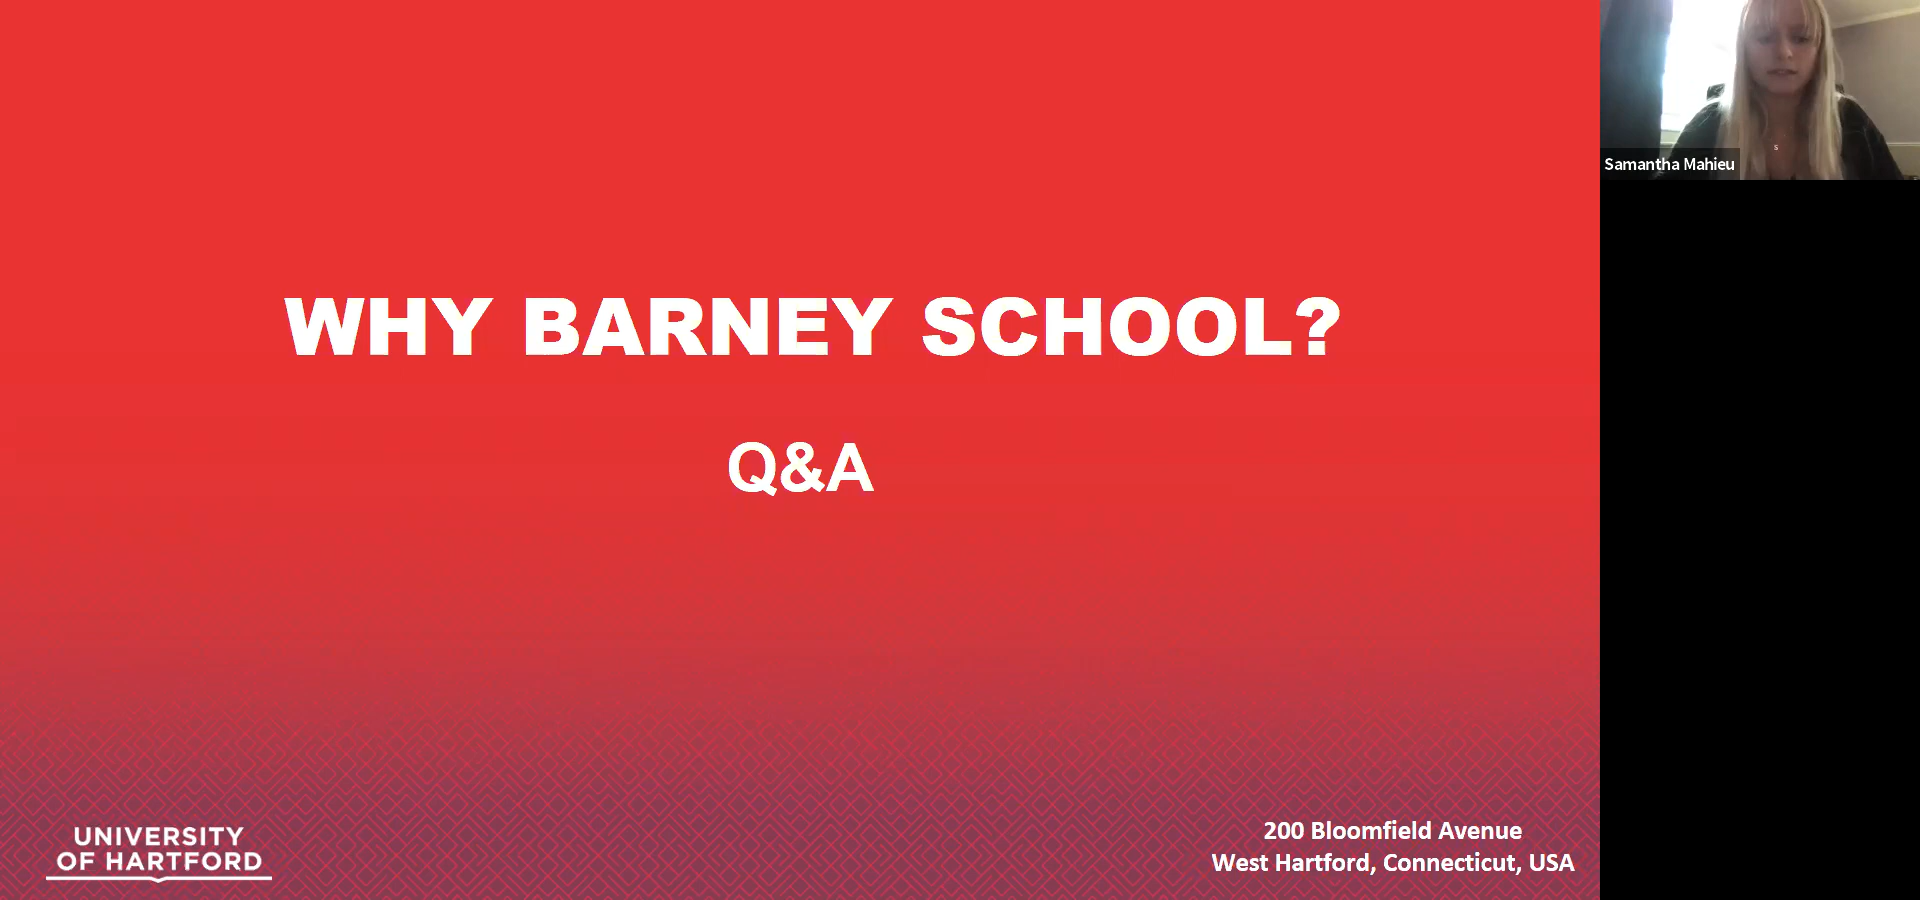 WHY BARNEY SCHOOL?
Q&A
UNIVERSITY
OF HARTFORD
200 Bloomfield Avenue
West Hartford, Connecticut, USA
Samantha Mahieu
S